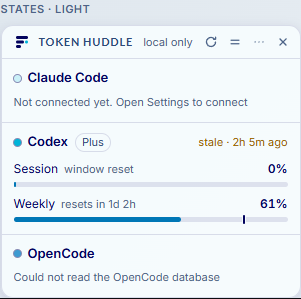 STATES · LIGHT
TOKEN HUDDLE local only
Claude Code
Not connected yet. Open Settings to connect
Codex Plus stale · 2h 5m ago
Session window reset 0%
Weekly resets in 1d 2h 61%
OpenCode
Could not read the OpenCode database